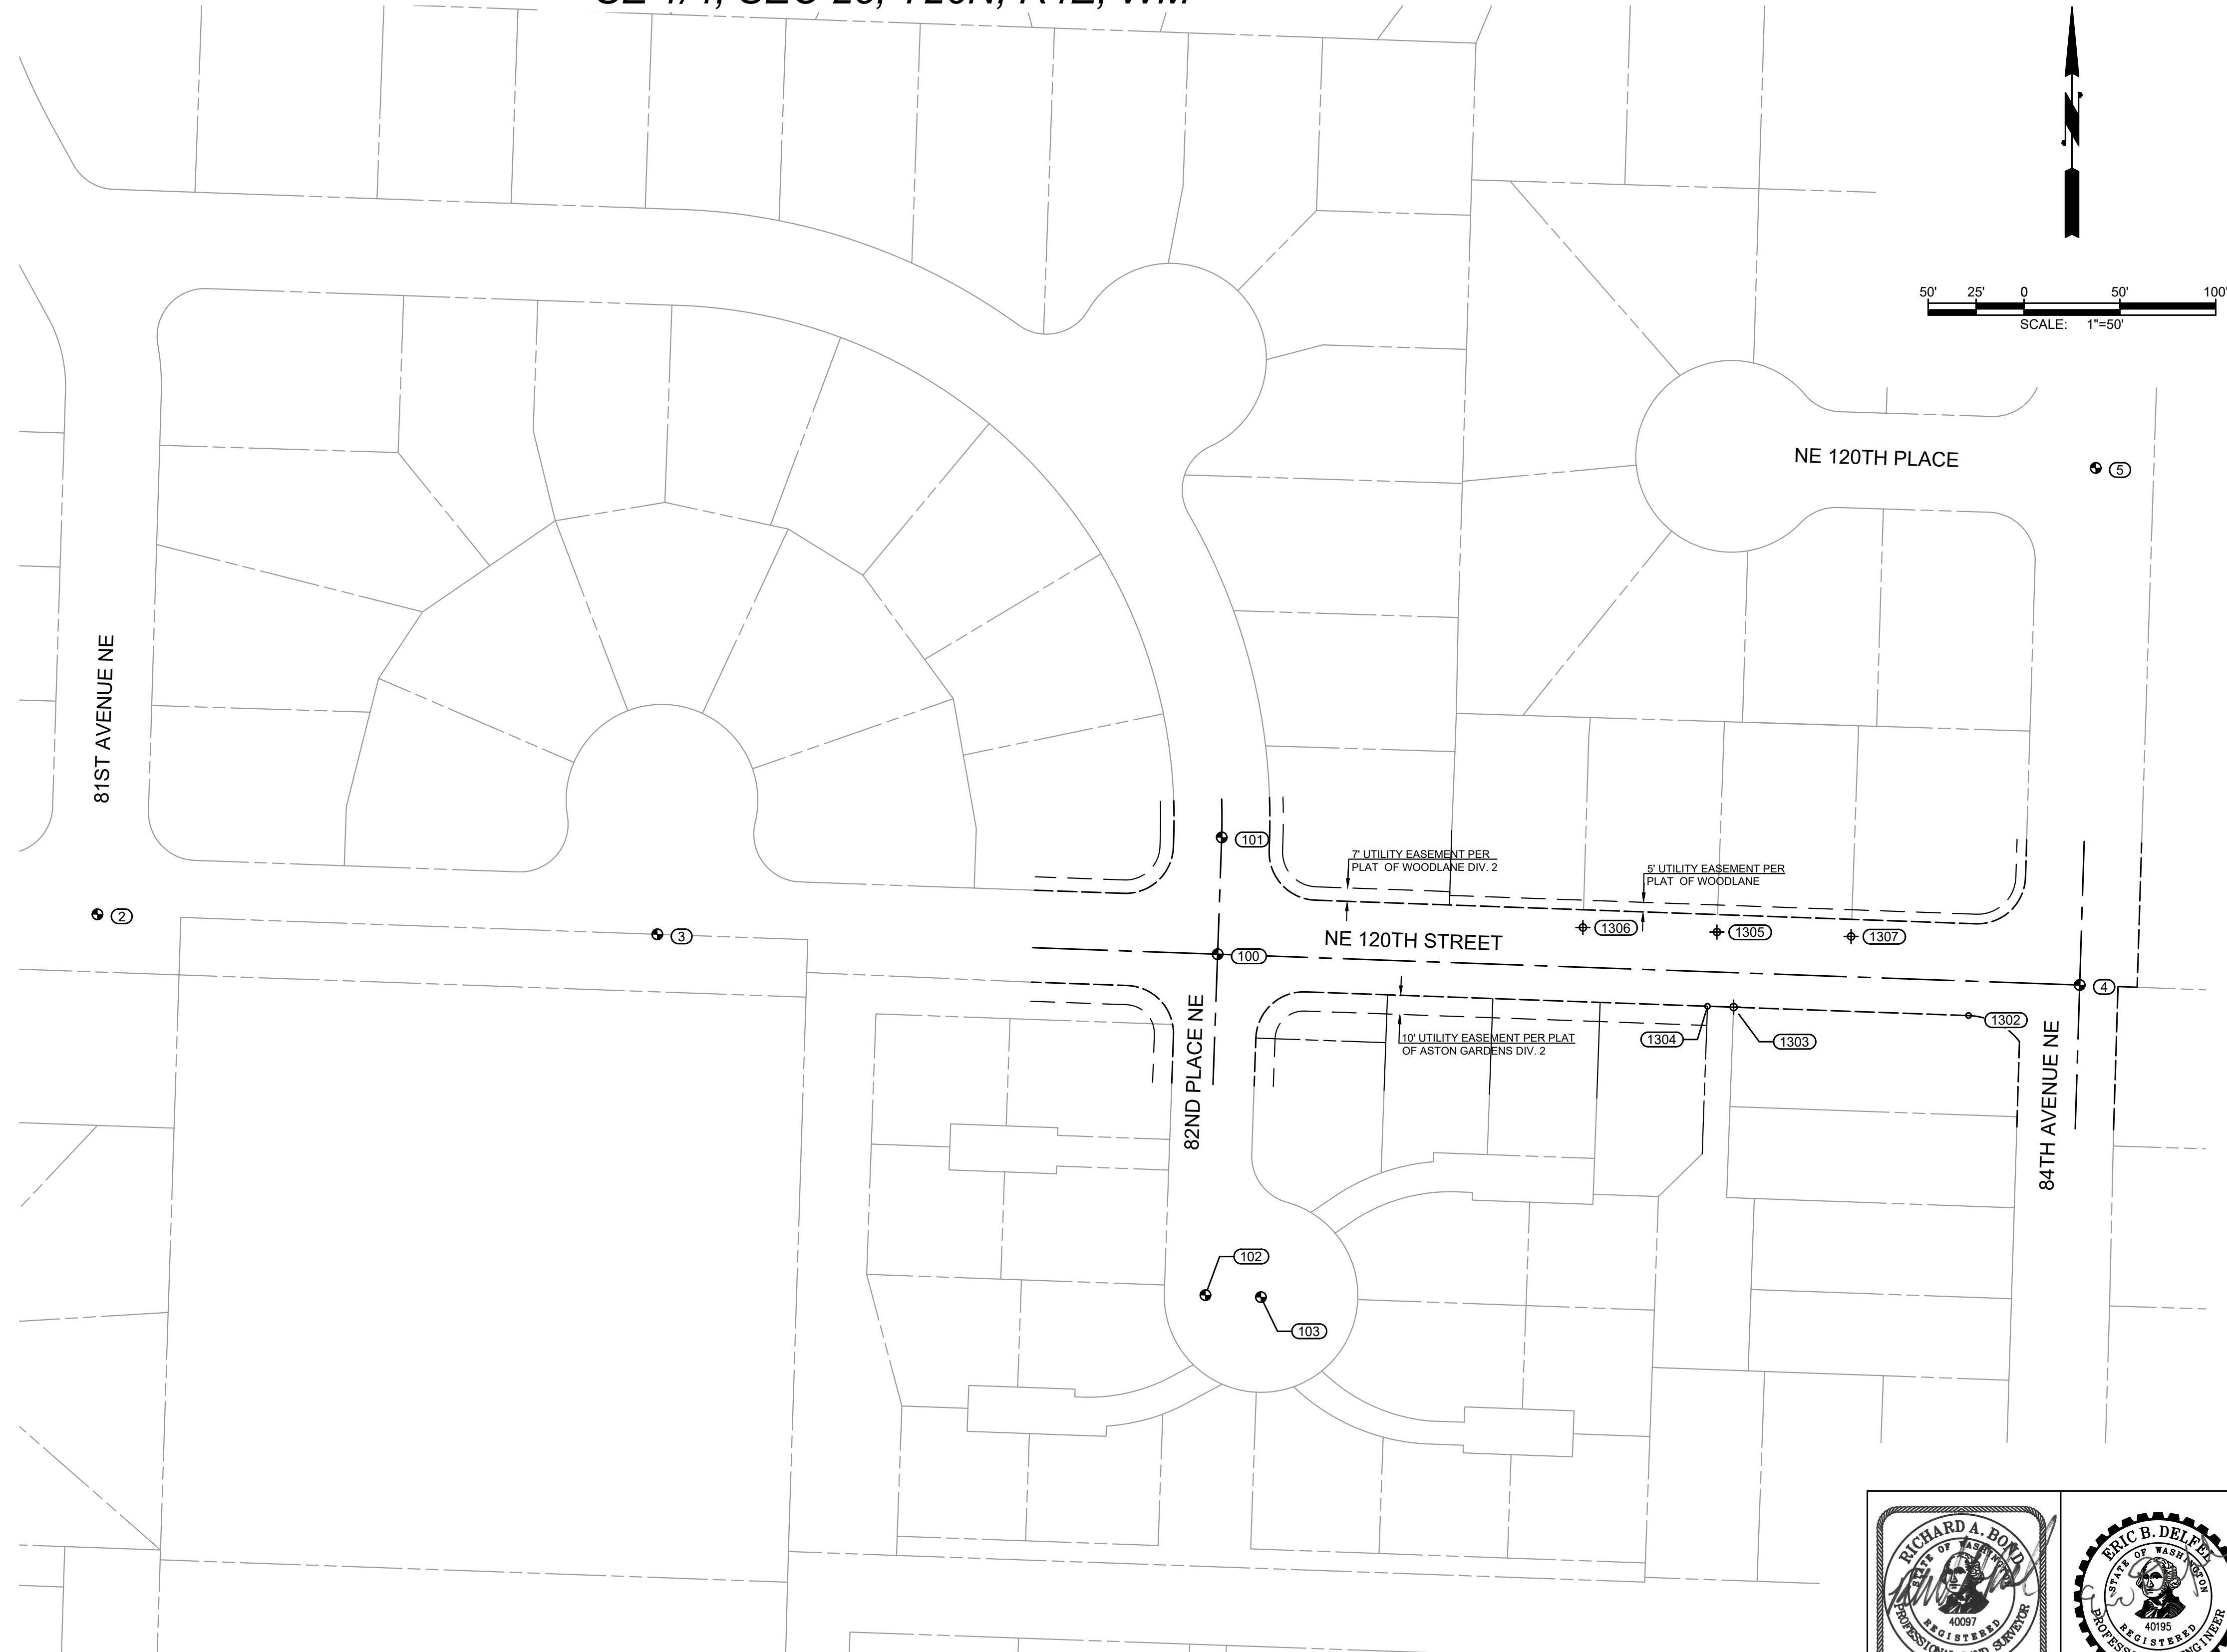 N
50' 25' 0 50' 100'
SCALE: 1"=50'
NE 120TH PLACE
5
81ST AVENUE NE
101
7' UTILITY EASEMENT PER
PLAT OF WOODLANE DIV. 2
5' UTILITY EASEMENT PER
PLAT OF WOODLANE
2
3
1306
1305
1307
NE 120TH STREET
100
4
82ND PLACE NE
10' UTILITY EASEMENT PER PLAT
OF ASTON GARDENS DIV. 2
1304
1303
1302
84TH AVENUE NE
102
103
RICHARD A. BOND
STATE OF WASHINGTON
40097
REGISTERED
PROFESSIONAL LAND SURVEYOR
ERIC B. DELFEL
STATE OF WASHINGTON
40195
REGISTERED